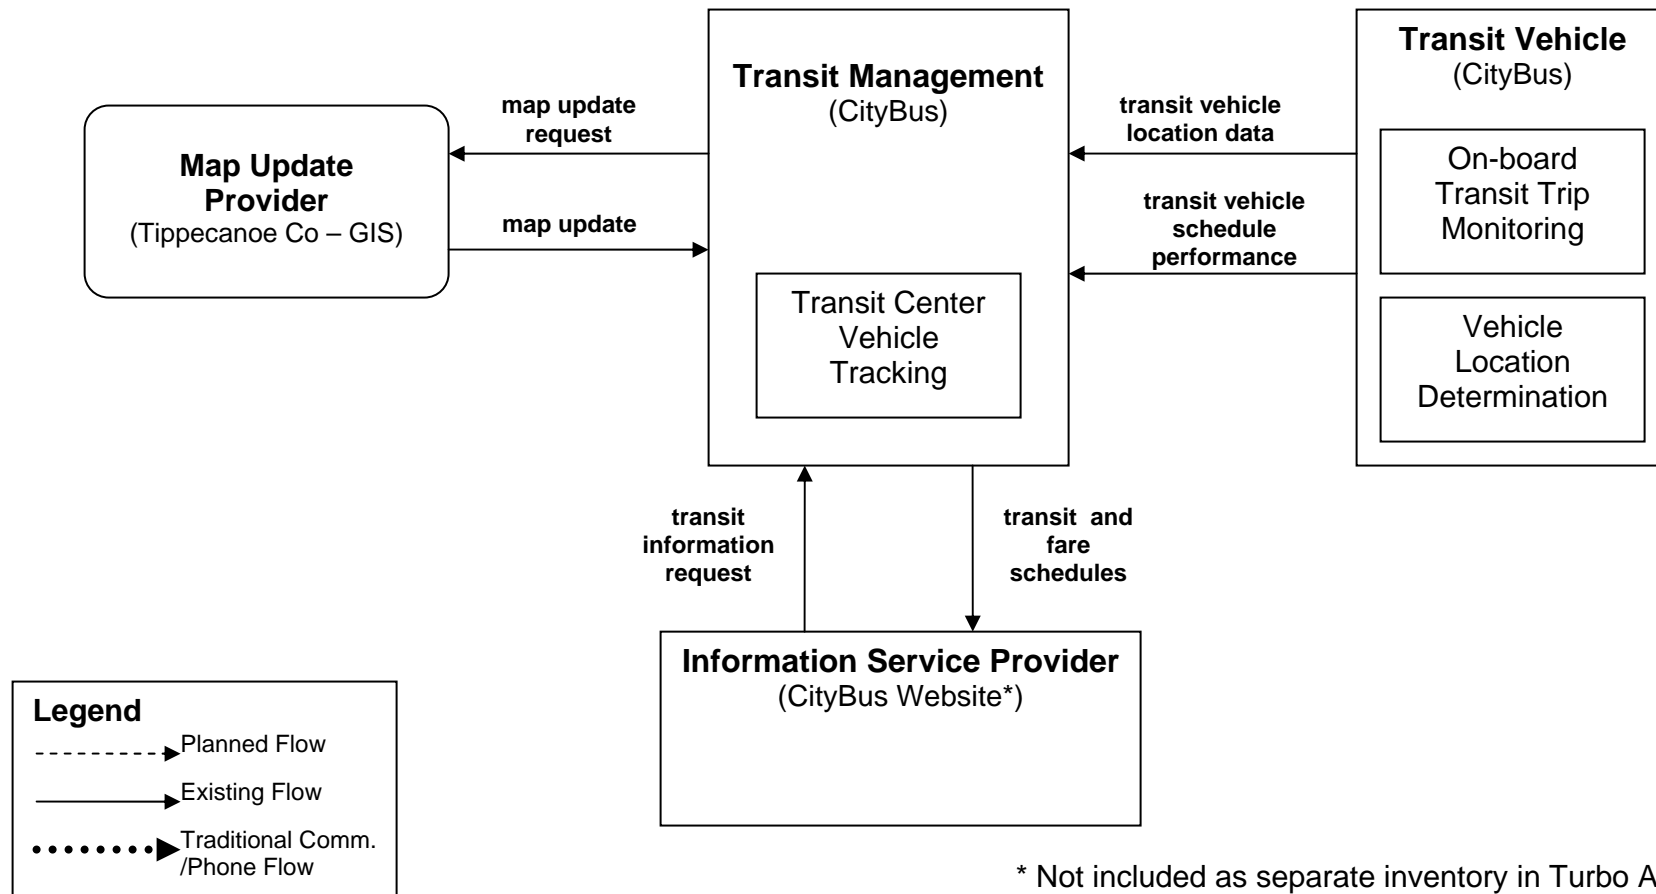 Transit Management
(CityBus)
Transit Vehicle
(CityBus)
On-board
Transit Trip
Monitoring
Vehicle
Location
Determination
map update
request
map update
transit vehicle
location data
transit vehicle
schedule
performance
Map Update
Provider
(Tippecanoe Co – GIS)
Transit Center
Vehicle
Tracking
transit
information
request
transit and
fare
schedules
Information Service Provider
(CityBus Website*)
Legend
Planned Flow
Existing Flow
Traditional Comm.
/Phone Flow
* Not included as separate inventory in Turbo A